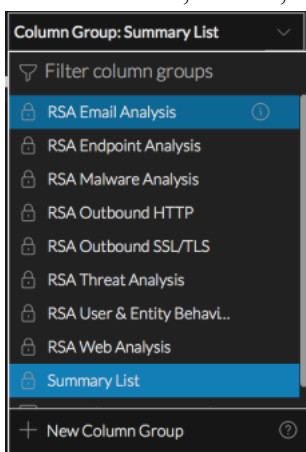 Column Group: Summary List
Filter column groups
RSA Email Analysis
RSA Endpoint Analysis
RSA Malware Analysis
RSA Outbound HTTP
RSA Outbound SSL/TLS
RSA Threat Analysis
RSA User & Entity Behavi...
RSA Web Analysis
Summary List
+ New Column Group ?